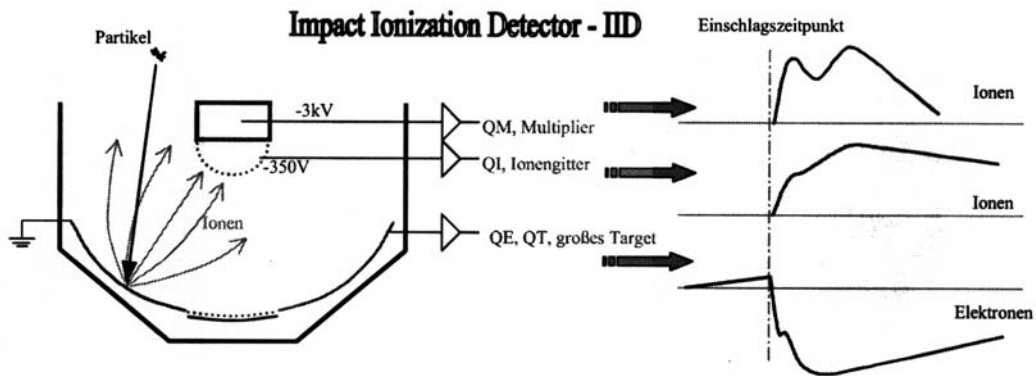 Impact Ionization Detector - IID
Partikel
Einschlagszeitpunkt
-3kV
QM, Multiplier
Ionen
-350V
QI, Ionengitter
Ionen
Ionen
QE, QT, großes Target
Elektronen